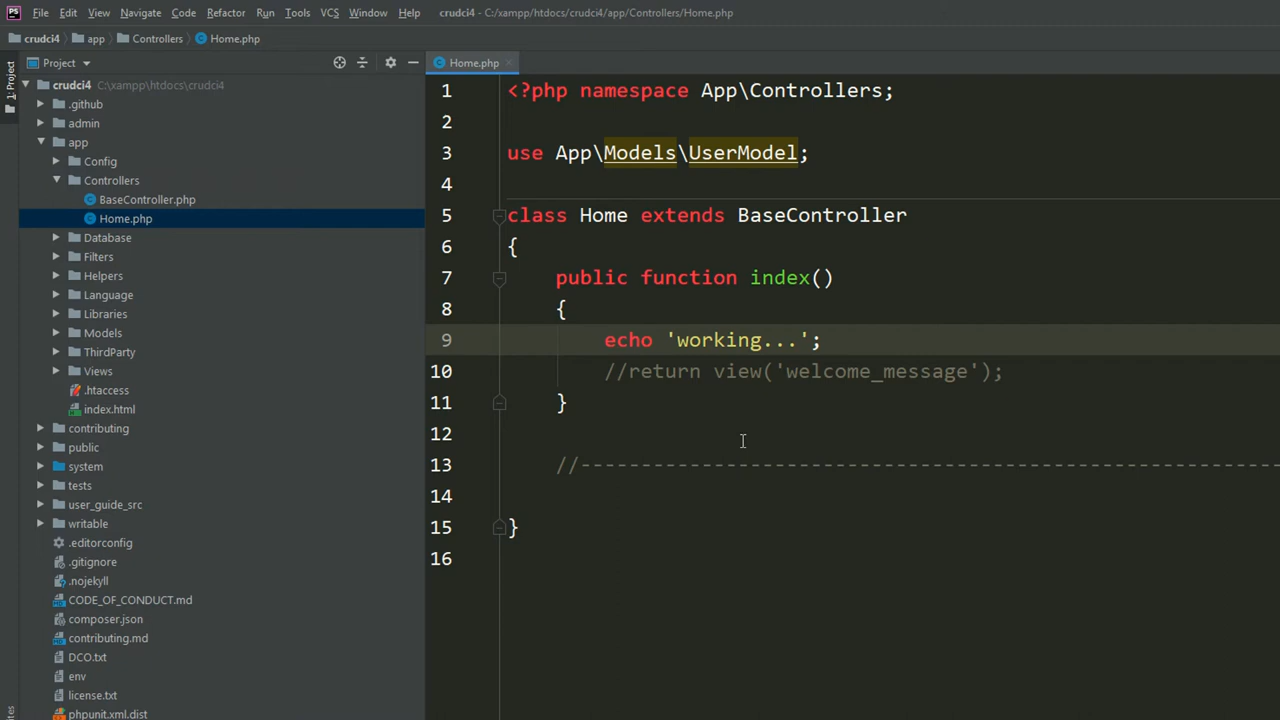 PS File Edit View Navigate Code Refactor Run Tools VCS Window Help crudci4 - C:/xampp/htdocs/crudci4/app/Controllers/Home.php
crudci4 app Controllers Home.php
1: Project
Project
crudci4 C:\xampp\htdocs\crudci4
.github
admin
app
Config
Controllers
BaseController.php
Home.php
Database
Filters
Helpers
Language
Libraries
Models
ThirdParty
Views
.htaccess
index.html
contributing
public
system
tests
user_guide_src
writable
.editorconfig
.gitignore
.nojekyll
CODE_OF_CONDUCT.md
composer.json
contributing.md
DCO.txt
env
license.txt
phpunit.xml.dist
Home.php
1 <?php namespace App\Controllers;
2
3 use App\Models\UserModel;
4
5 class Home extends BaseController
6 {
7     public function index()
8     {
9         echo 'working...';
10         //return view('welcome_message');
11     }
12
13     //----------------------------------------------------------
14
15 }
16